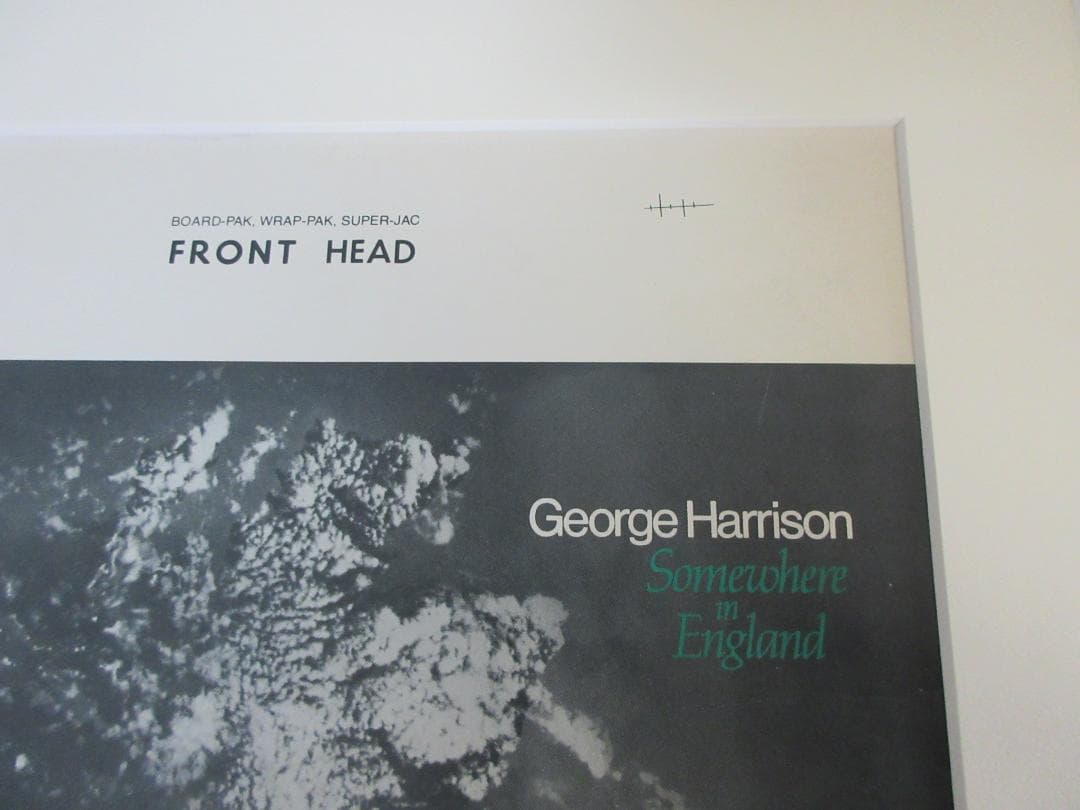 BOARD-PAK, WRAP-PAK, SUPER-JAC
FRONT HEAD
George Harrison
Somewhere
in
England